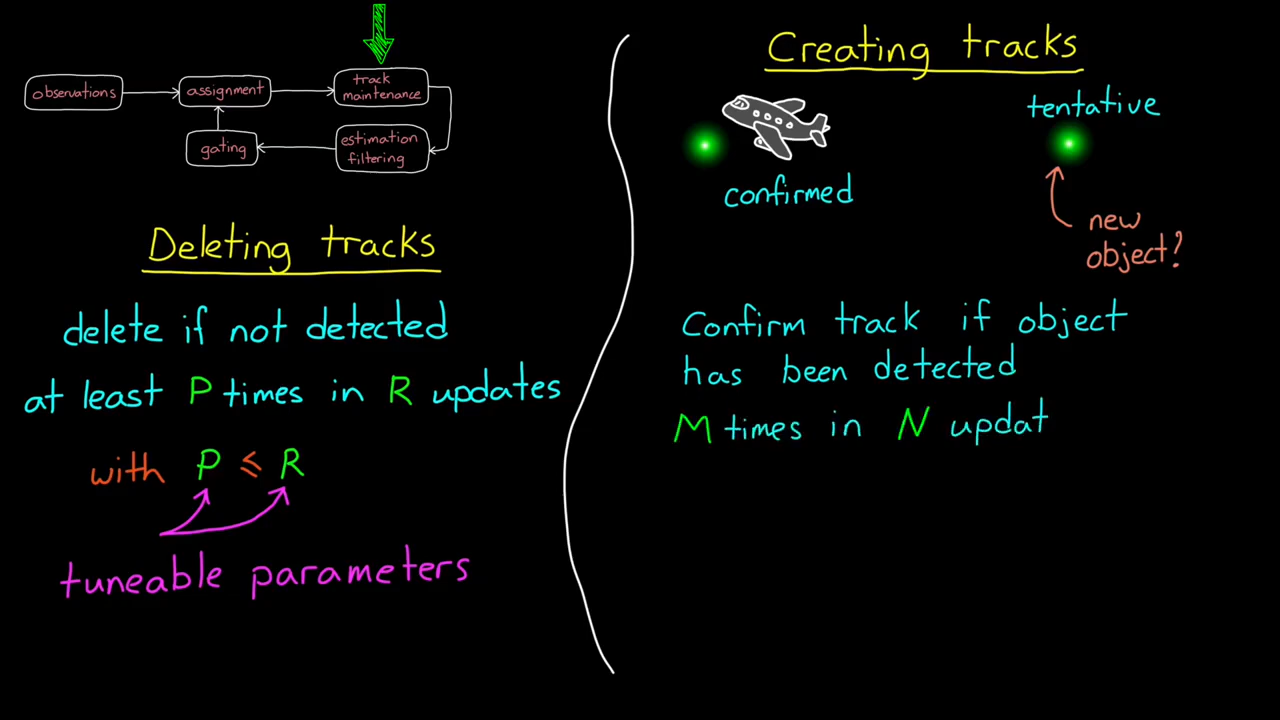 observations
assignment
track
maintenance
gating
estimation
filtering
Deleting tracks
delete if not detected
at least P times in R updates
with P ≤ R
tuneable parameters
Creating tracks
tentative
confirmed
new
object?
Confirm track if object
has been detected
M times in N updat